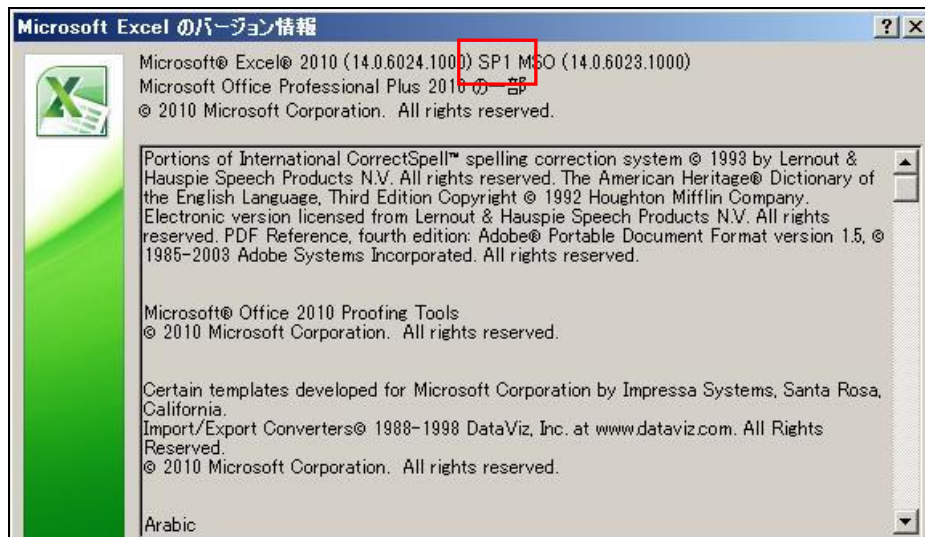 Microsoft Excel のバージョン情報
Microsoft® Excel® 2010 (14.0.6024.1000) SP1 MSO (14.0.6023.1000)
Microsoft Office Professional Plus 2010 の一部
© 2010 Microsoft Corporation. All rights reserved.
Portions of International CorrectSpell™ spelling correction system © 1993 by Lernout &
Hauspie Speech Products N.V. All rights reserved. The American Heritage® Dictionary of
the English Language, Third Edition Copyright © 1992 Houghton Mifflin Company.
Electronic version licensed from Lernout & Hauspie Speech Products N.V. All rights
reserved. PDF Reference, fourth edition: Adobe® Portable Document Format version 1.5, ©
1985-2003 Adobe Systems Incorporated. All rights reserved.
Microsoft® Office 2010 Proofing Tools
© 2010 Microsoft Corporation. All rights reserved.
Certain templates developed for Microsoft Corporation by Impressa Systems, Santa Rosa,
California.
Import/Export Converters© 1988-1998 DataViz, Inc. at www.dataviz.com. All Rights
Reserved.
© 2010 Microsoft Corporation. All rights reserved.
Arabic